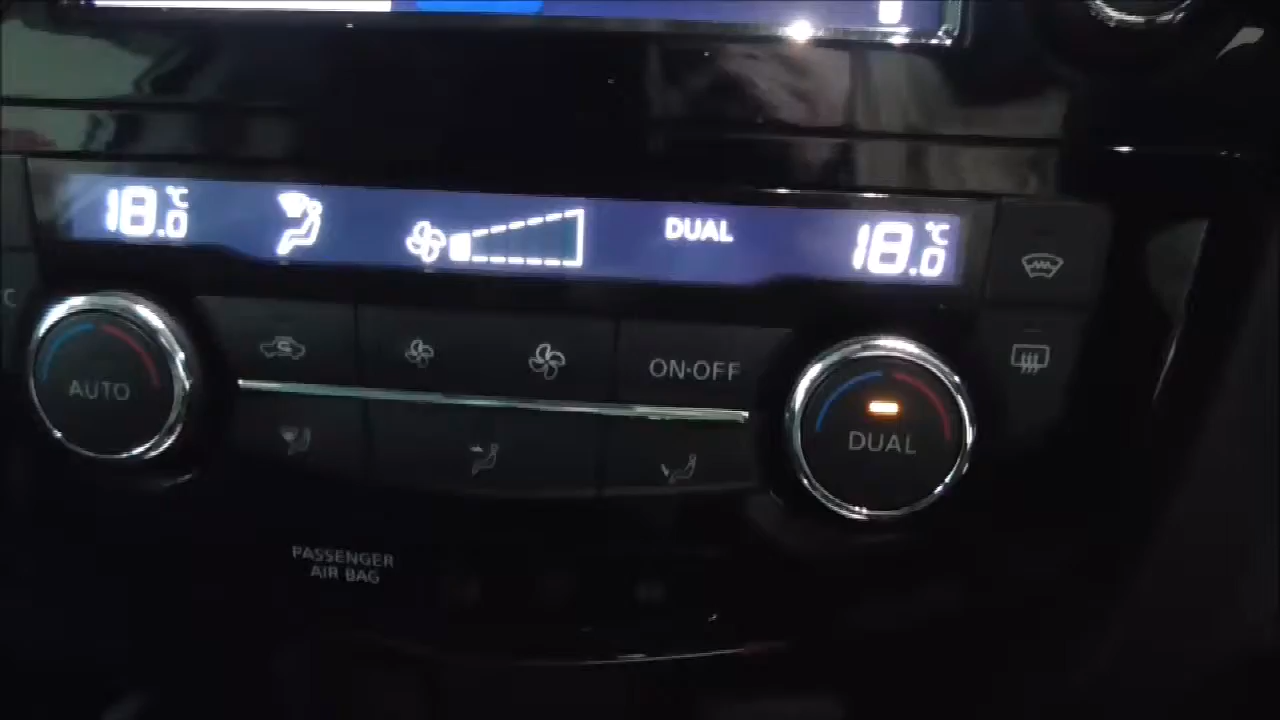 18.0 °C DUAL 18.0 °C
C
AUTO
ON·OFF
DUAL
PASSENGER
AIR BAG